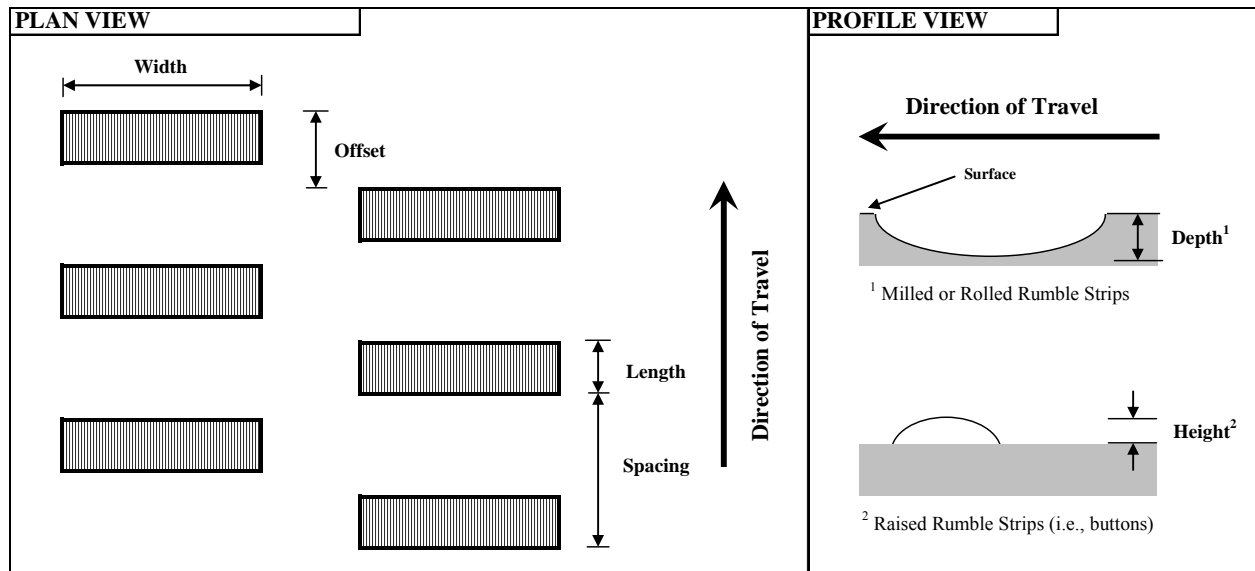 PLAN VIEW
Width
Offset
Length
Spacing
Direction of Travel
PROFILE VIEW
Direction of Travel
Surface
Depth¹
¹ Milled or Rolled Rumble Strips
Height²
² Raised Rumble Strips (i.e., buttons)